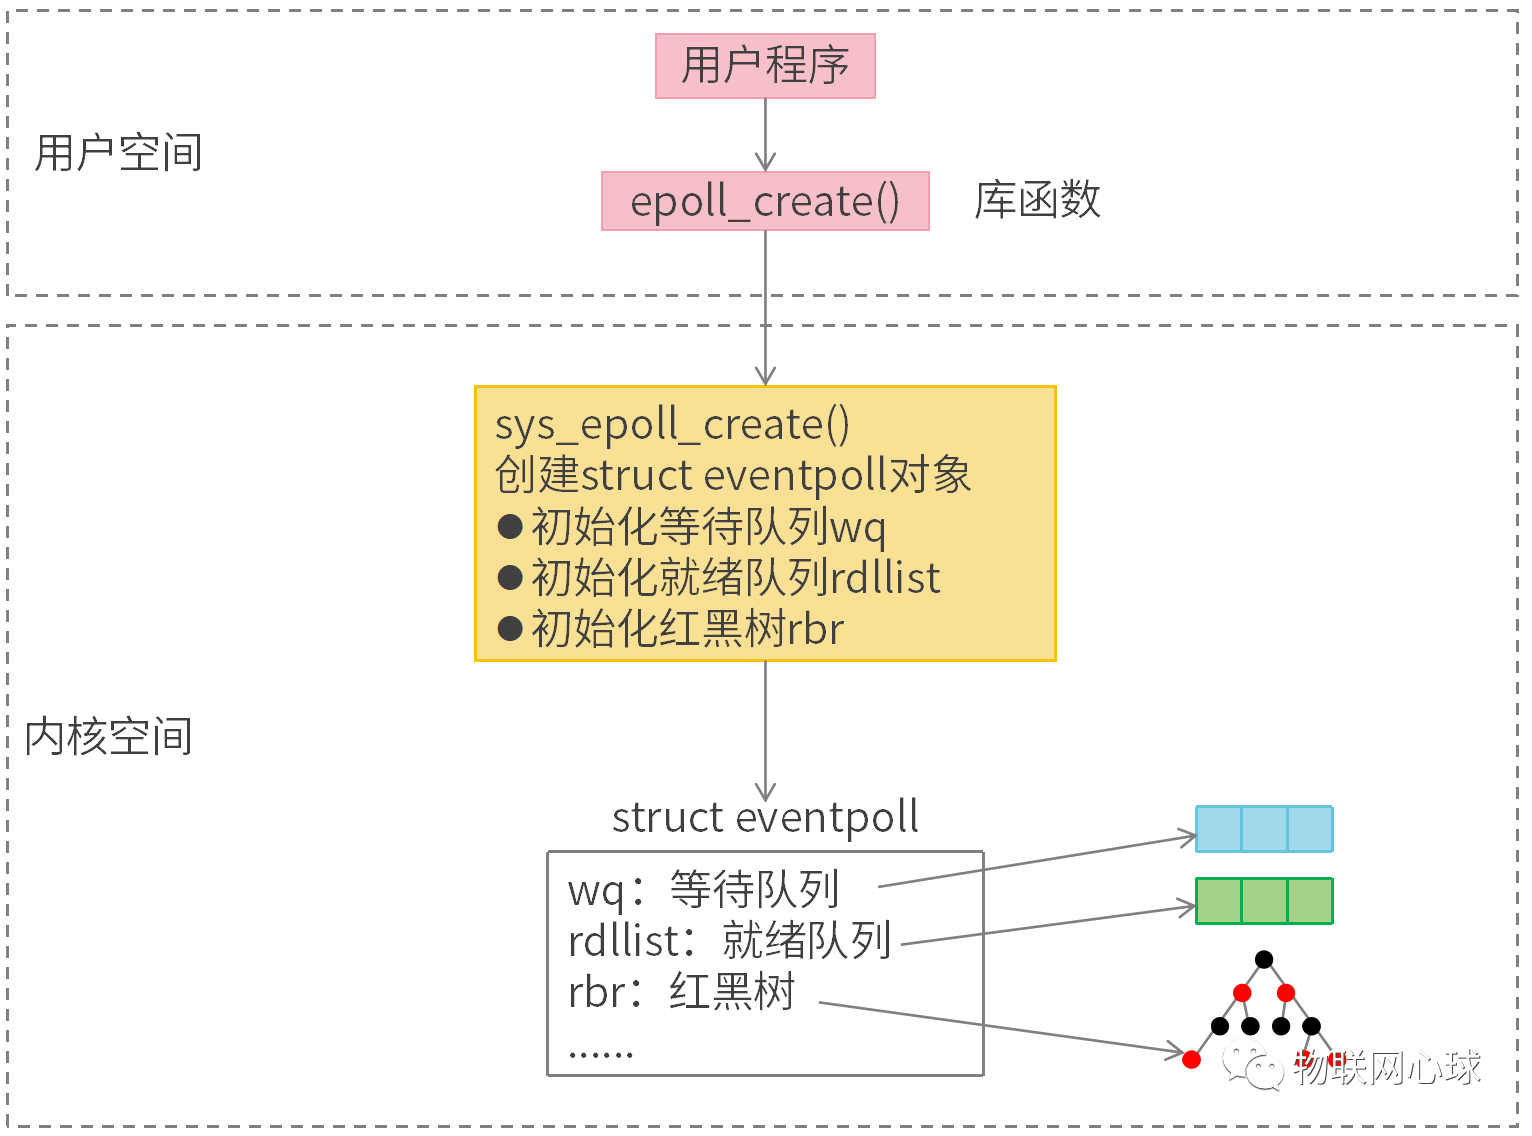 用户程序
用户空间
epoll_create()
库函数
sys_epoll_create()
创建struct eventpoll对象
●初始化等待队列wq
●初始化就绪队列rdllist
●初始化红黑树rbr
内核空间
struct eventpoll
wq：等待队列
rdllist：就绪队列
rbr：红黑树
......
物联网心球